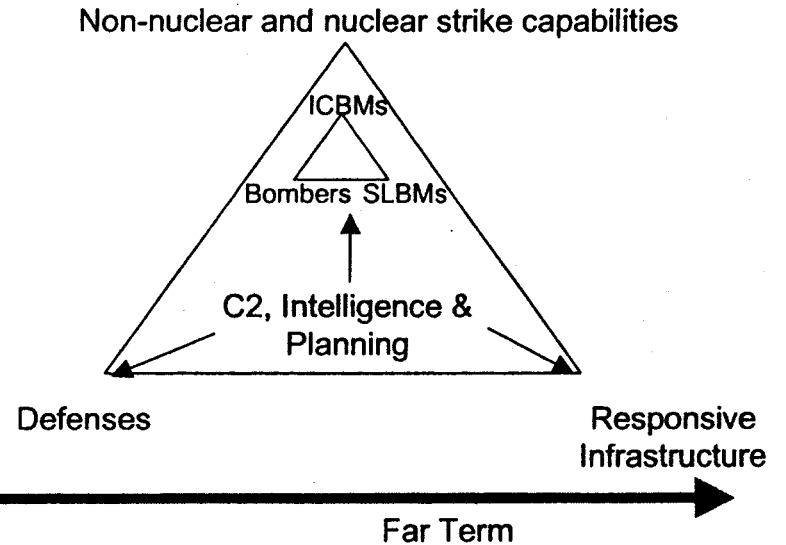 Non-nuclear and nuclear strike capabilities
ICBMs
Bombers SLBMs
C2, Intelligence &
Planning
Defenses
Responsive
Infrastructure
Far Term